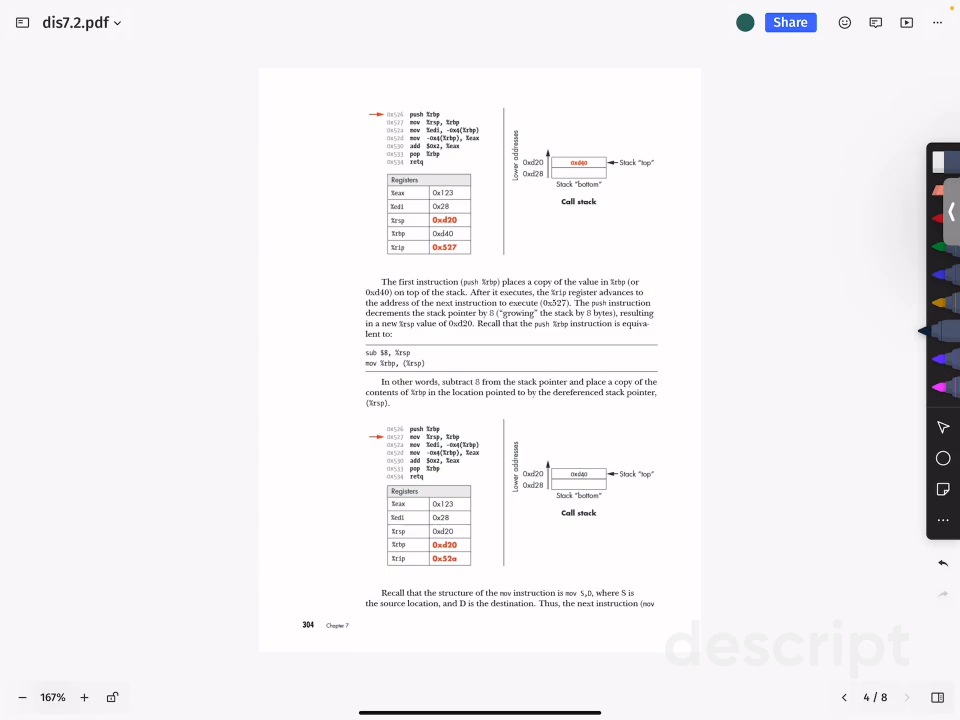 dis7.2.pdf
Share
0x526 push %rbp
0x527 mov %rsp, %rbp
0x52a mov %edi, -0x4(%rbp)
0x52d mov -0x4(%rbp), %eax
0x530 add $0x2, %eax
0x533 pop %rbp
0x534 retq
Registers
%eax 0x123
%edi 0x28
%rsp 0xd20
%rbp 0xd40
%rip 0x527
Lower addresses
0xd20 0xd40 Stack “top”
0xd28
Stack “bottom”
Call stack
The first instruction (push %rbp) places a copy of the value in %rbp (or
0xd40) on top of the stack. After it executes, the %rip register advances to
the address of the next instruction to execute (0x527). The push instruction
decrements the stack pointer by 8 (“growing” the stack by 8 bytes), resulting
in a new %rsp value of 0xd20. Recall that the push %rbp instruction is equiva-
lent to:
sub $8, %rsp
mov %rbp, (%rsp)
In other words, subtract 8 from the stack pointer and place a copy of the
contents of %rbp in the location pointed to by the dereferenced stack pointer,
(%rsp).
0x526 push %rbp
0x527 mov %rsp, %rbp
0x52a mov %edi, -0x4(%rbp)
0x52d mov -0x4(%rbp), %eax
0x530 add $0x2, %eax
0x533 pop %rbp
0x534 retq
Registers
%eax 0x123
%edi 0x28
%rsp 0xd20
%rbp 0xd20
%rip 0x52a
Lower addresses
0xd20 0xd40 Stack “top”
0xd28
Stack “bottom”
Call stack
Recall that the structure of the mov instruction is mov S,D, where S is
the source location, and D is the destination. Thus, the next instruction (mov
304 Chapter 7
descript
167%
4 / 8